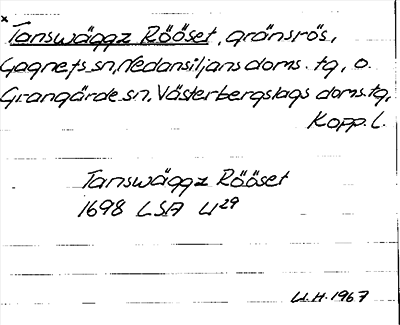 x
Tanswäggz Rööset, gränsrös,
Gagnefs sn, Nedansiljans doms. tg, o.
Grangärde sn, Västerbergslags doms. tg,
Kopp. l.
Tanswäggz Rööset
1698 LSA U29
U.H. 1967